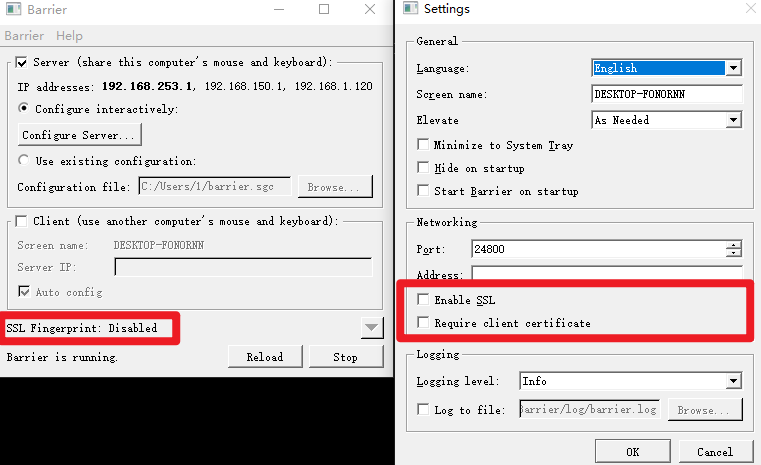 Barrier
Barrier Help
Server (share this computer's mouse and keyboard):
IP addresses: 192.168.253.1, 192.168.150.1, 192.168.1.120
Configure interactively:
Configure Server...
Use existing configuration:
Configuration file: C:/Users/1/barrier.sgc Browse...
Client (use another computer's mouse and keyboard):
Screen name: DESKTOP-FONORNN
Server IP:
Auto config
SSL Fingerprint: Disabled
Barrier is running. Reload Stop
Settings
General
Language: English
Screen name: DESKTOP-FONORNN
Elevate As Needed
Minimize to System Tray
Hide on startup
Start Barrier on startup
Networking
Port: 24800
Address:
Enable SSL
Require client certificate
Logging
Logging level: Info
Log to file: Barrier/log/barrier.log Browse...
OK Cancel